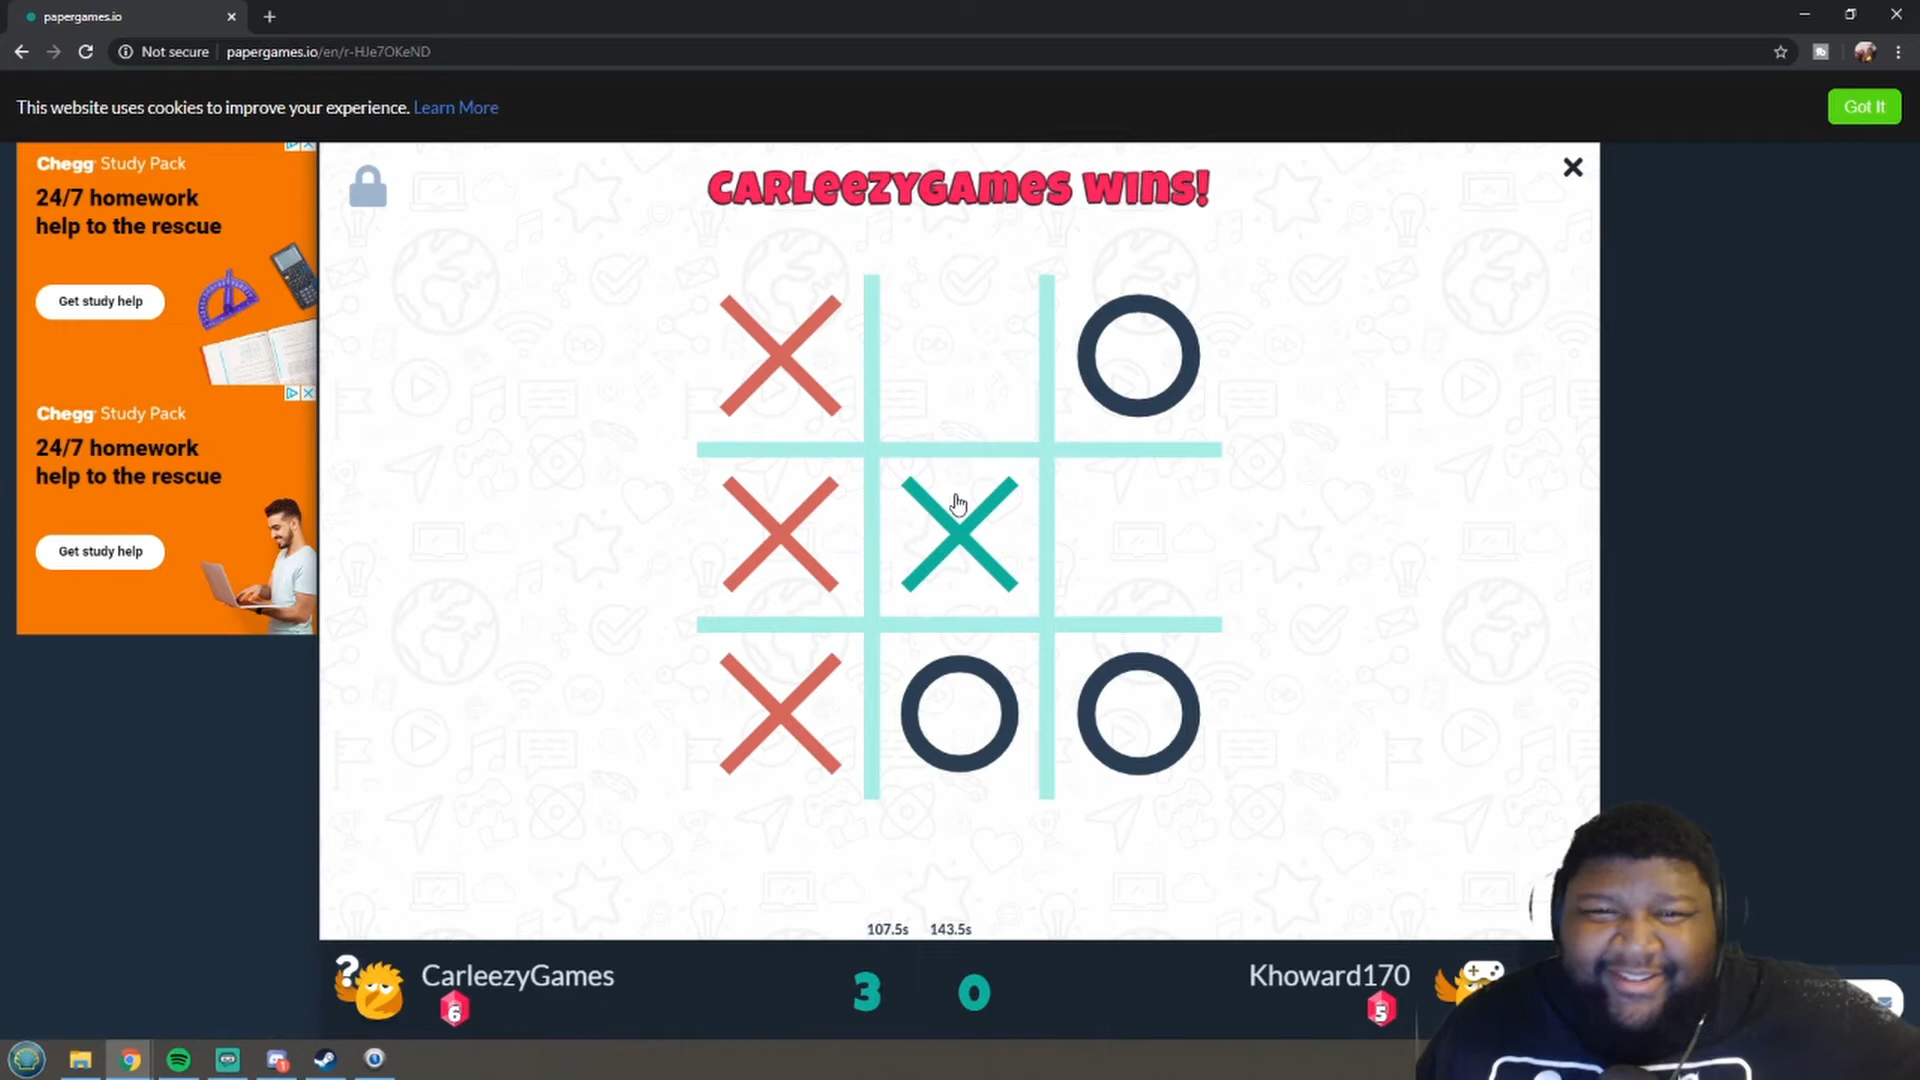 papergames.io
Not secure
papergames.io/en/r-HJe7OKeND
This website uses cookies to improve your experience. Learn More
Got It
Chegg Study Pack
24/7 homework
help to the rescue
Get study help
Chegg Study Pack
24/7 homework
help to the rescue
Get study help
CARLEEZYGAMES WINS!
107.5s 143.5s
CarleezyGames
6
3 0
Khoward170
5